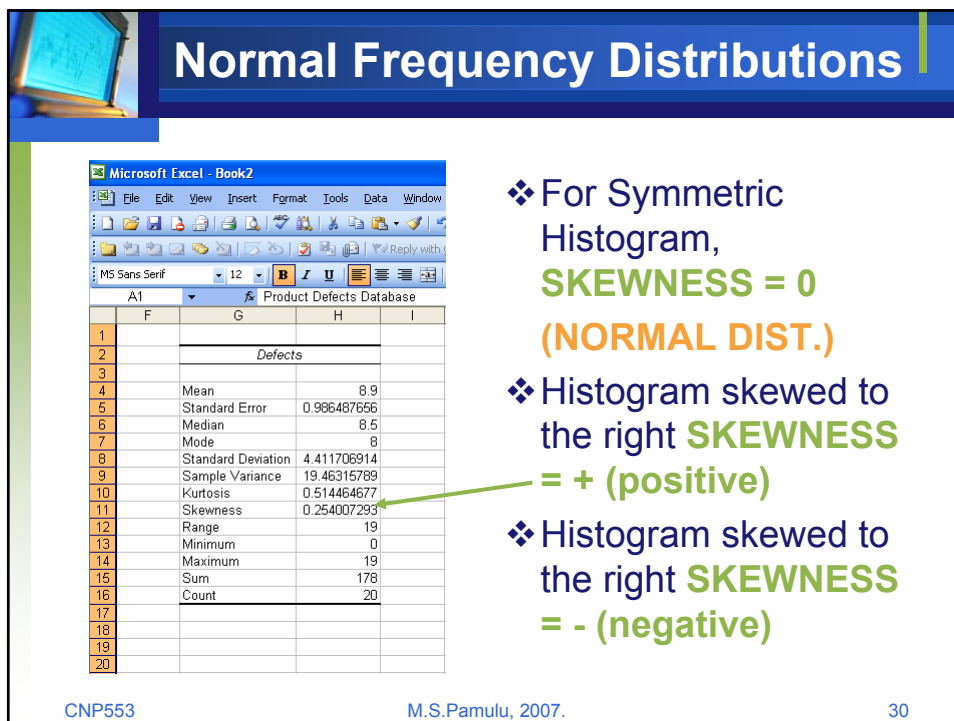 Normal Frequency Distributions
Microsoft Excel - Book2
File Edit View Insert Format Tools Data Window
Reply with
MS Sans Serif 12 B I U
A1 fx Product Defects Database
F G H I
1
2 Defects
3
4 Mean 8.9
5 Standard Error 0.986487656
6 Median 8.5
7 Mode 8
8 Standard Deviation 4.411706914
9 Sample Variance 19.46315789
10 Kurtosis 0.514464677
11 Skewness 0.254007293
12 Range 19
13 Minimum 0
14 Maximum 19
15 Sum 178
16 Count 20
17
18
19
20
❖For Symmetric
Histogram,
SKEWNESS = 0
(NORMAL DIST.)
❖Histogram skewed to
the right SKEWNESS
= + (positive)
❖Histogram skewed to
the right SKEWNESS
= - (negative)
CNP553 M.S.Pamulu, 2007. 30